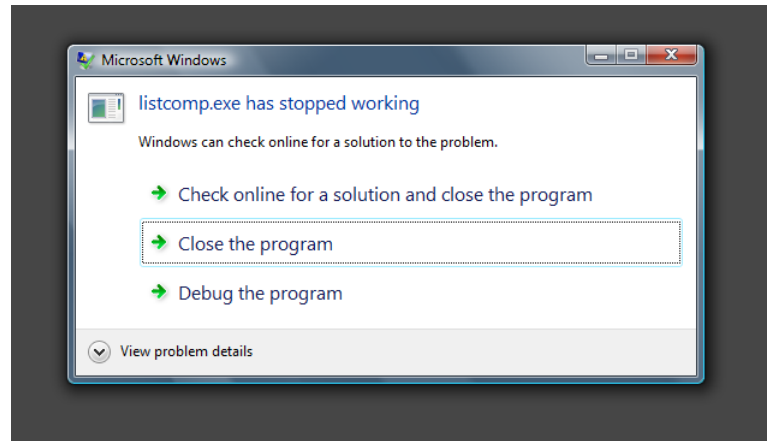 Microsoft Windows
listcomp.exe has stopped working
Windows can check online for a solution to the problem.
Check online for a solution and close the program
Close the program
Debug the program
View problem details